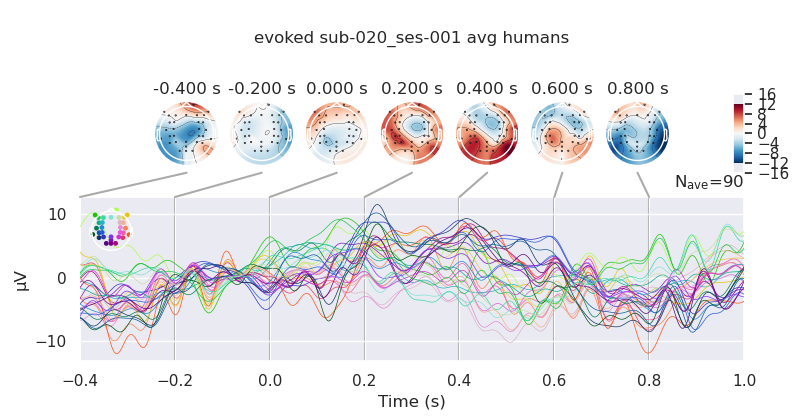 evoked sub-020_ses-001 avg humans
-0.400 s -0.200 s 0.000 s 0.200 s 0.400 s 0.600 s 0.800 s
16
12
8
4
0
−4
−8
−12
−16
Nave=90
10
0
−10
µV
−0.4 −0.2 0.0 0.2 0.4 0.6 0.8 1.0
Time (s)